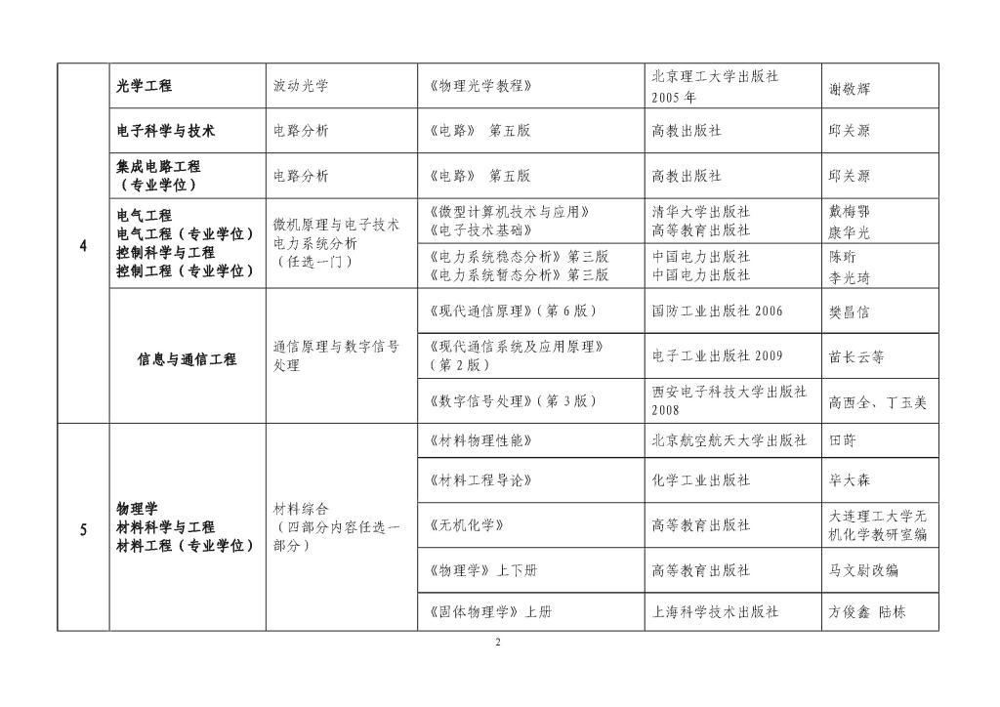 4
光学工程
波动光学
《物理光学教程》
北京理工大学出版社
2005 年
谢敬辉
电子科学与技术
电路分析
《电路》 第五版
高教出版社
邱关源
集成电路工程
（专业学位）
电路分析
《电路》 第五版
高教出版社
邱关源
电气工程
电气工程（专业学位）
控制科学与工程
控制工程（专业学位）
微机原理与电子技术
电力系统分析
（任选一门）
《微型计算机技术与应用》
《电子技术基础》
清华大学出版社
高等教育出版社
戴梅鄂
康华光
《电力系统稳态分析》第三版
《电力系统暂态分析》第三版
中国电力出版社
中国电力出版社
陈珩
李光琦
信息与通信工程
通信原理与数字信号
处理
《现代通信原理》（第 6 版）
国防工业出版社 2006
樊昌信
《现代通信系统及应用原理》
（第 2 版）
电子工业出版社 2009
苗长云等
《数字信号处理》（第 3 版）
西安电子科技大学出版社
2008
高西全、丁玉美
5
物理学
材料科学与工程
材料工程（专业学位）
材料综合
（四部分内容任选一
部分）
《材料物理性能》
北京航空航天大学出版社
田莳
《材料工程导论》
化学工业出版社
毕大森
《无机化学》
高等教育出版社
大连理工大学无
机化学教研室编
《物理学》上下册
高等教育出版社
马文尉改编
《固体物理学》上册
上海科学技术出版社
方俊鑫 陆栋
2